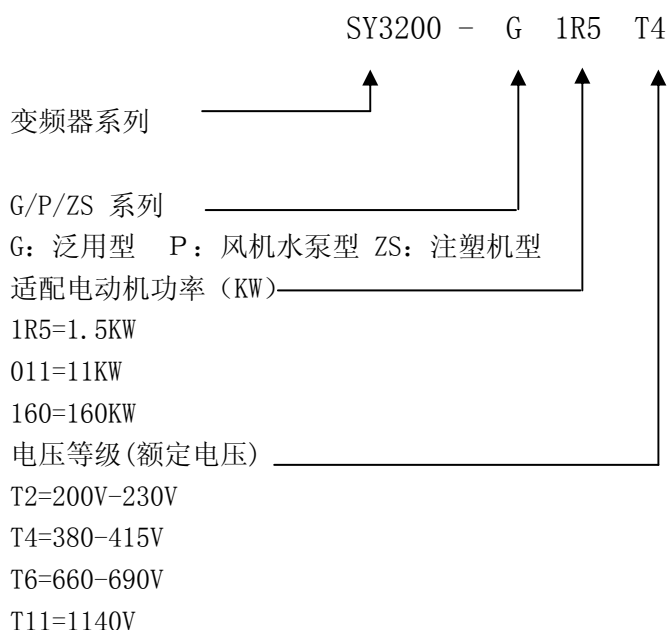 SY3200 - G 1R5 T4
变频器系列
G/P/ZS 系列
G: 泛用型 P: 风机水泵型 ZS: 注塑机型
适配电动机功率（KW）
1R5=1.5KW
011=11KW
160=160KW
电压等级(额定电压)
T2=200V-230V
T4=380-415V
T6=660-690V
T11=1140V